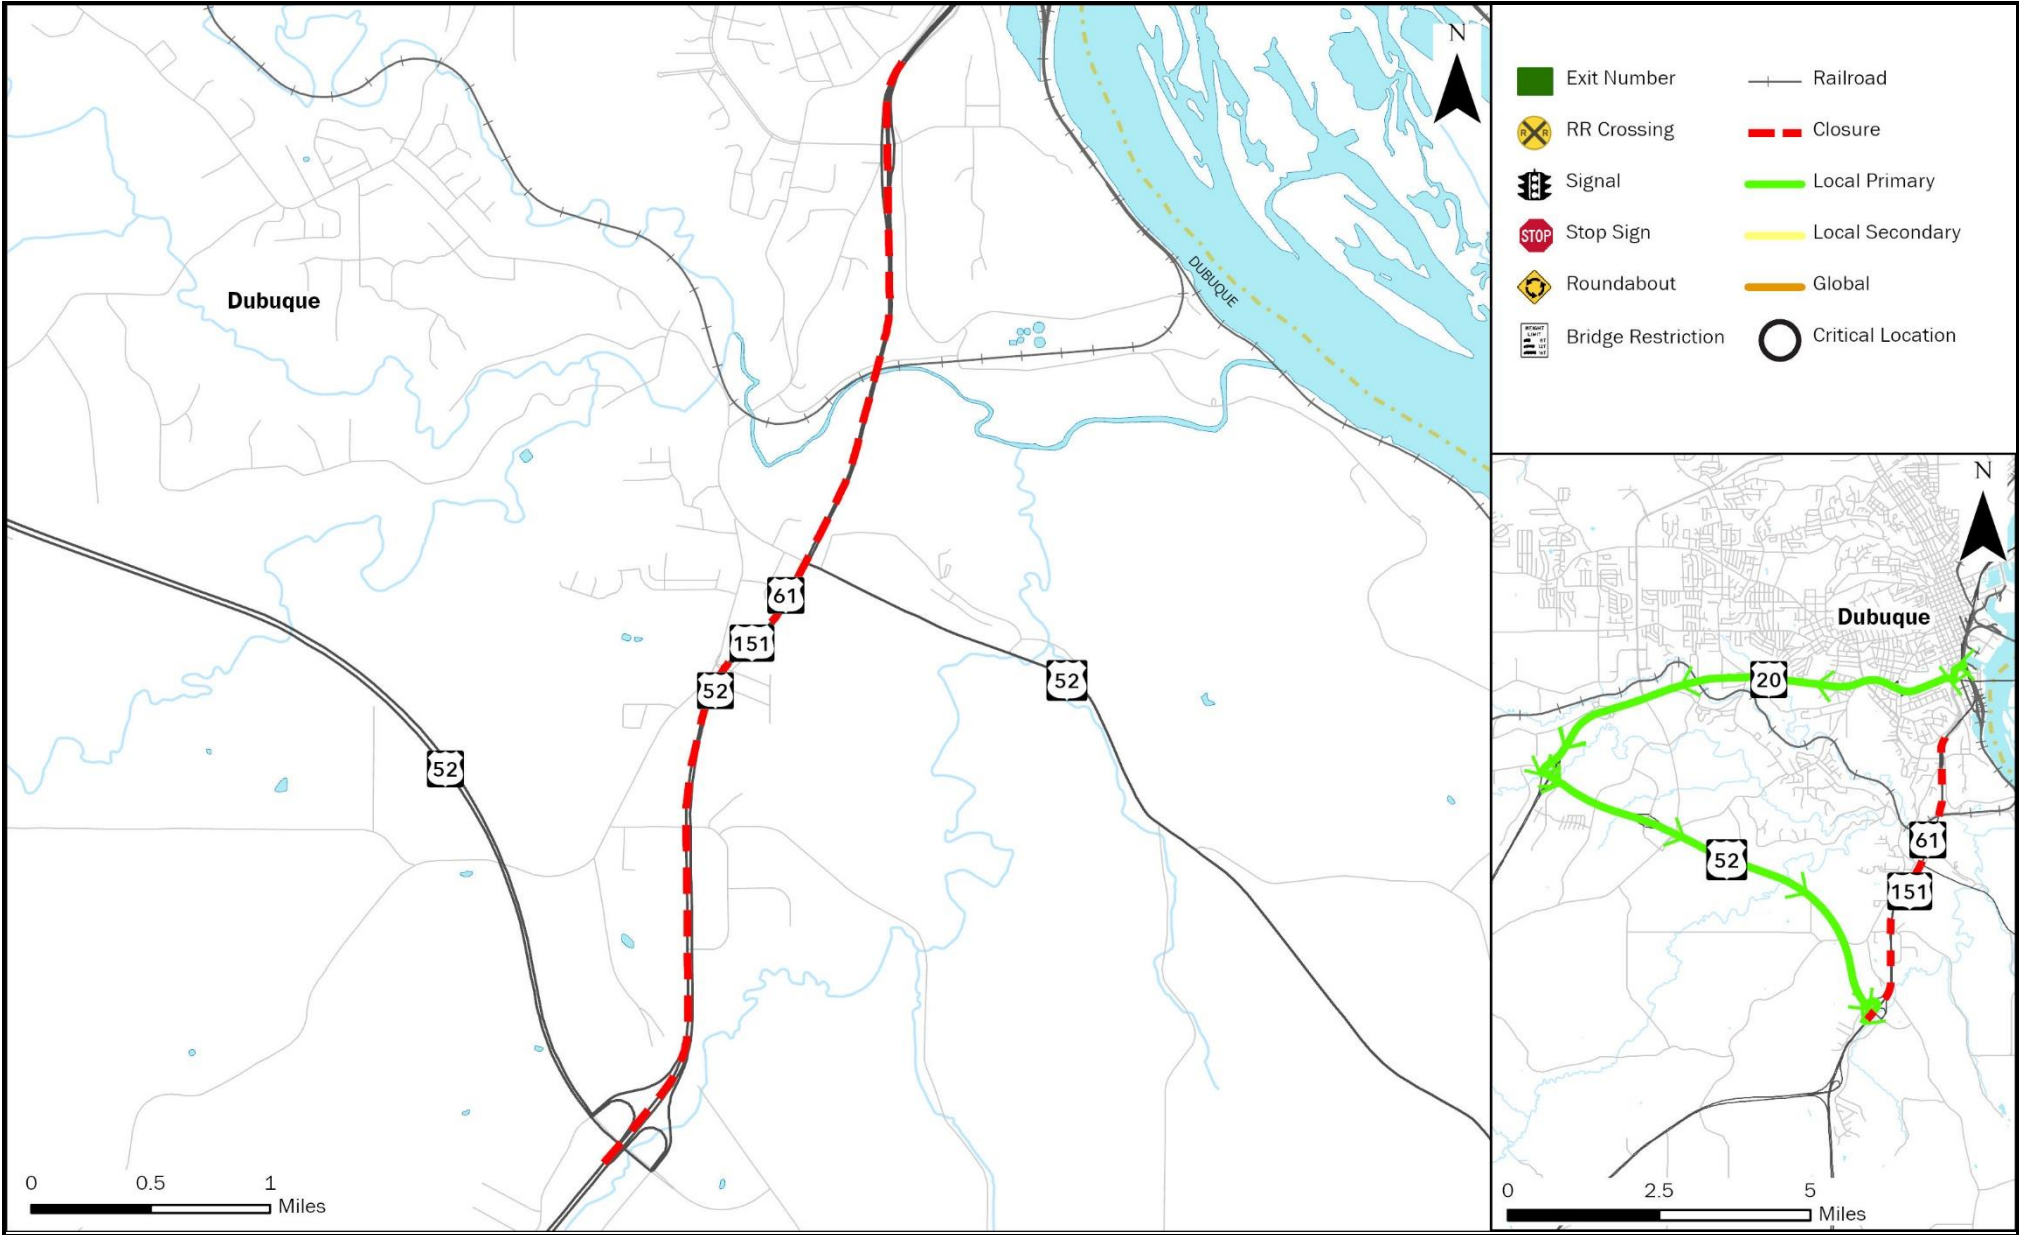 N
Dubuque
DUBUQUE
61
151
52
52
52
0 0.5 1
Miles
Exit Number
Railroad
RR Crossing
Closure
Signal
Local Primary
STOP
Stop Sign
Local Secondary
Roundabout
Global
WEIGHT
LIMIT
Bridge Restriction
Critical Location
N
Dubuque
20
61
52
151
0 2.5 5
Miles